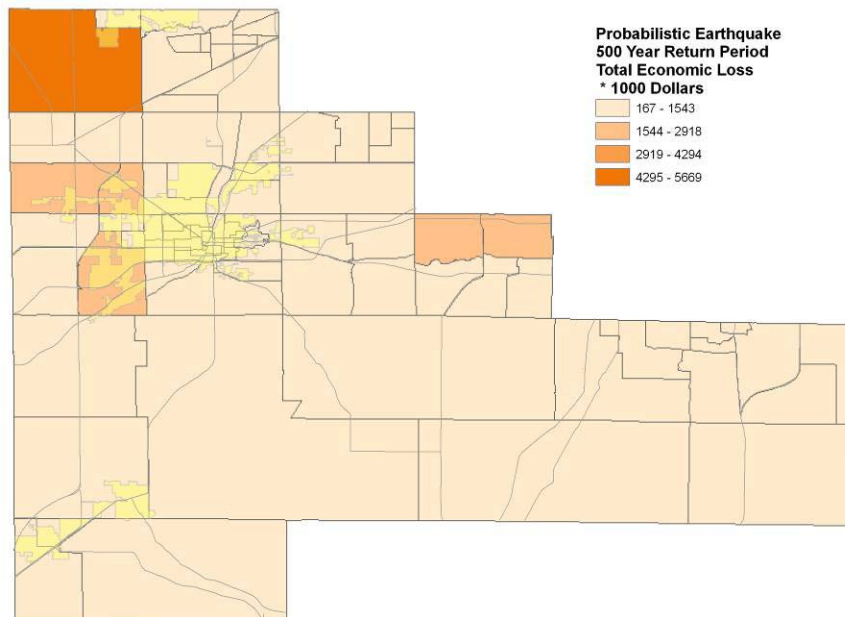 Probabilistic Earthquake
500 Year Return Period
Total Economic Loss
* 1000 Dollars
167 - 1543
1544 - 2918
2919 - 4294
4295 - 5669